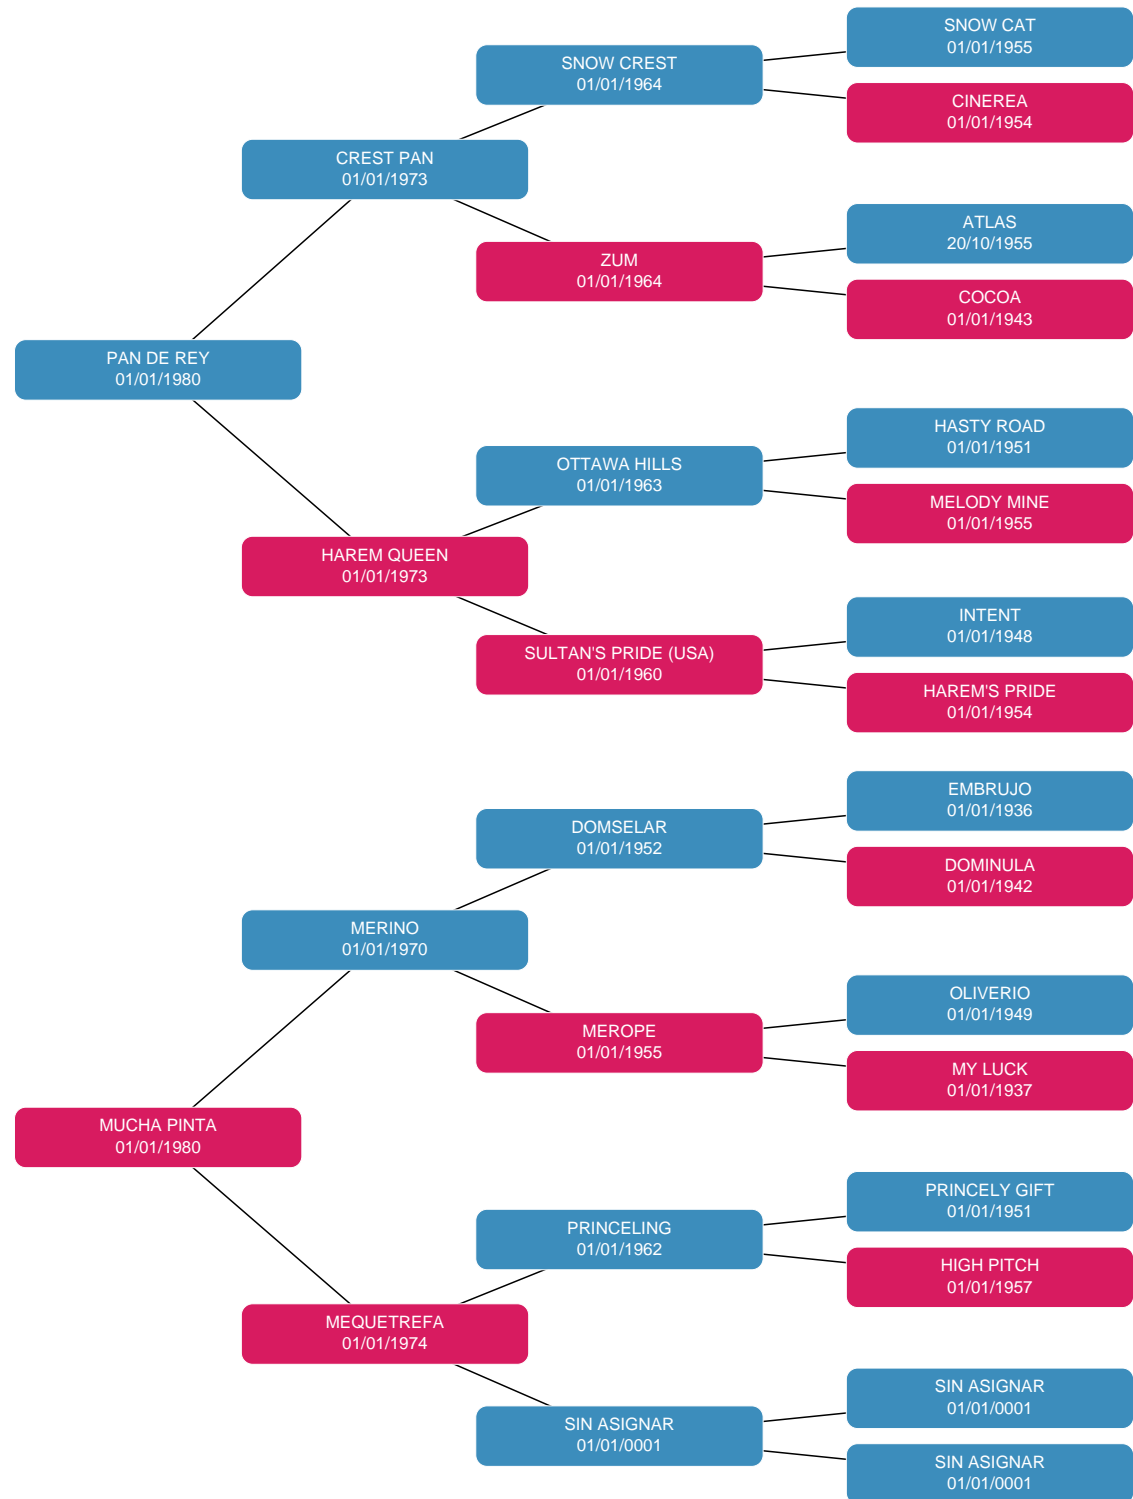 SNOW CAT
01/01/1955
SNOW CREST
01/01/1964
CINEREA
01/01/1954
CREST PAN
01/01/1973
ATLAS
20/10/1955
ZUM
01/01/1964
COCOA
01/01/1943
PAN DE REY
01/01/1980
HASTY ROAD
01/01/1951
OTTAWA HILLS
01/01/1963
MELODY MINE
01/01/1955
HAREM QUEEN
01/01/1973
INTENT
01/01/1948
SULTAN'S PRIDE (USA)
01/01/1960
HAREM'S PRIDE
01/01/1954
EMBRUJO
01/01/1936
DOMSELAR
01/01/1952
DOMINULA
01/01/1942
MERINO
01/01/1970
OLIVERIO
01/01/1949
MEROPE
01/01/1955
MY LUCK
01/01/1937
MUCHA PINTA
01/01/1980
PRINCELY GIFT
01/01/1951
PRINCELING
01/01/1962
HIGH PITCH
01/01/1957
MEQUETREFA
01/01/1974
SIN ASIGNAR
01/01/0001
SIN ASIGNAR
01/01/0001
SIN ASIGNAR
01/01/0001